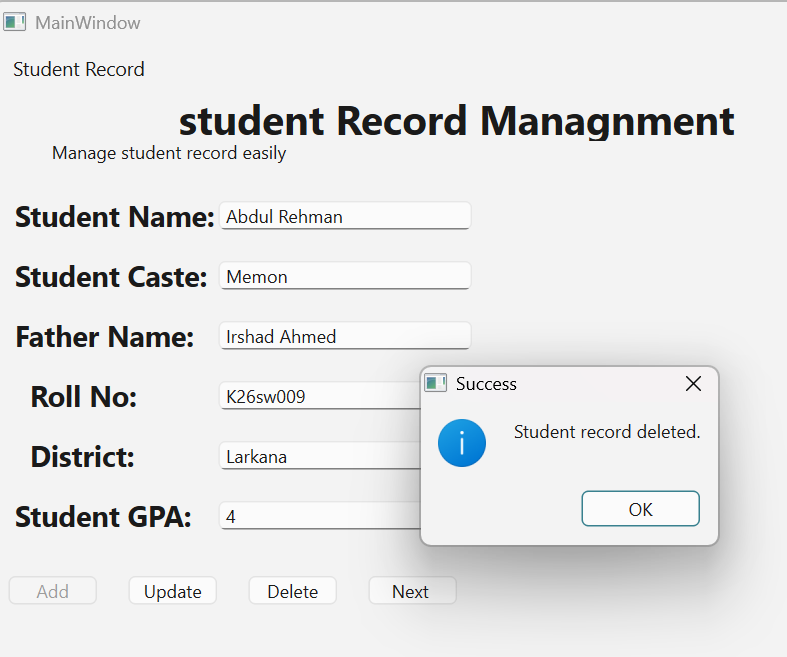 MainWindow
Student Record
student Record Managnment
Manage student record easily
Student Name: Abdul Rehman
Student Caste: Memon
Father Name: Irshad Ahmed
Success
Roll No: K26sw009
Student record deleted.
District: Larkana
Student GPA: 4
OK
Add Update Delete Next